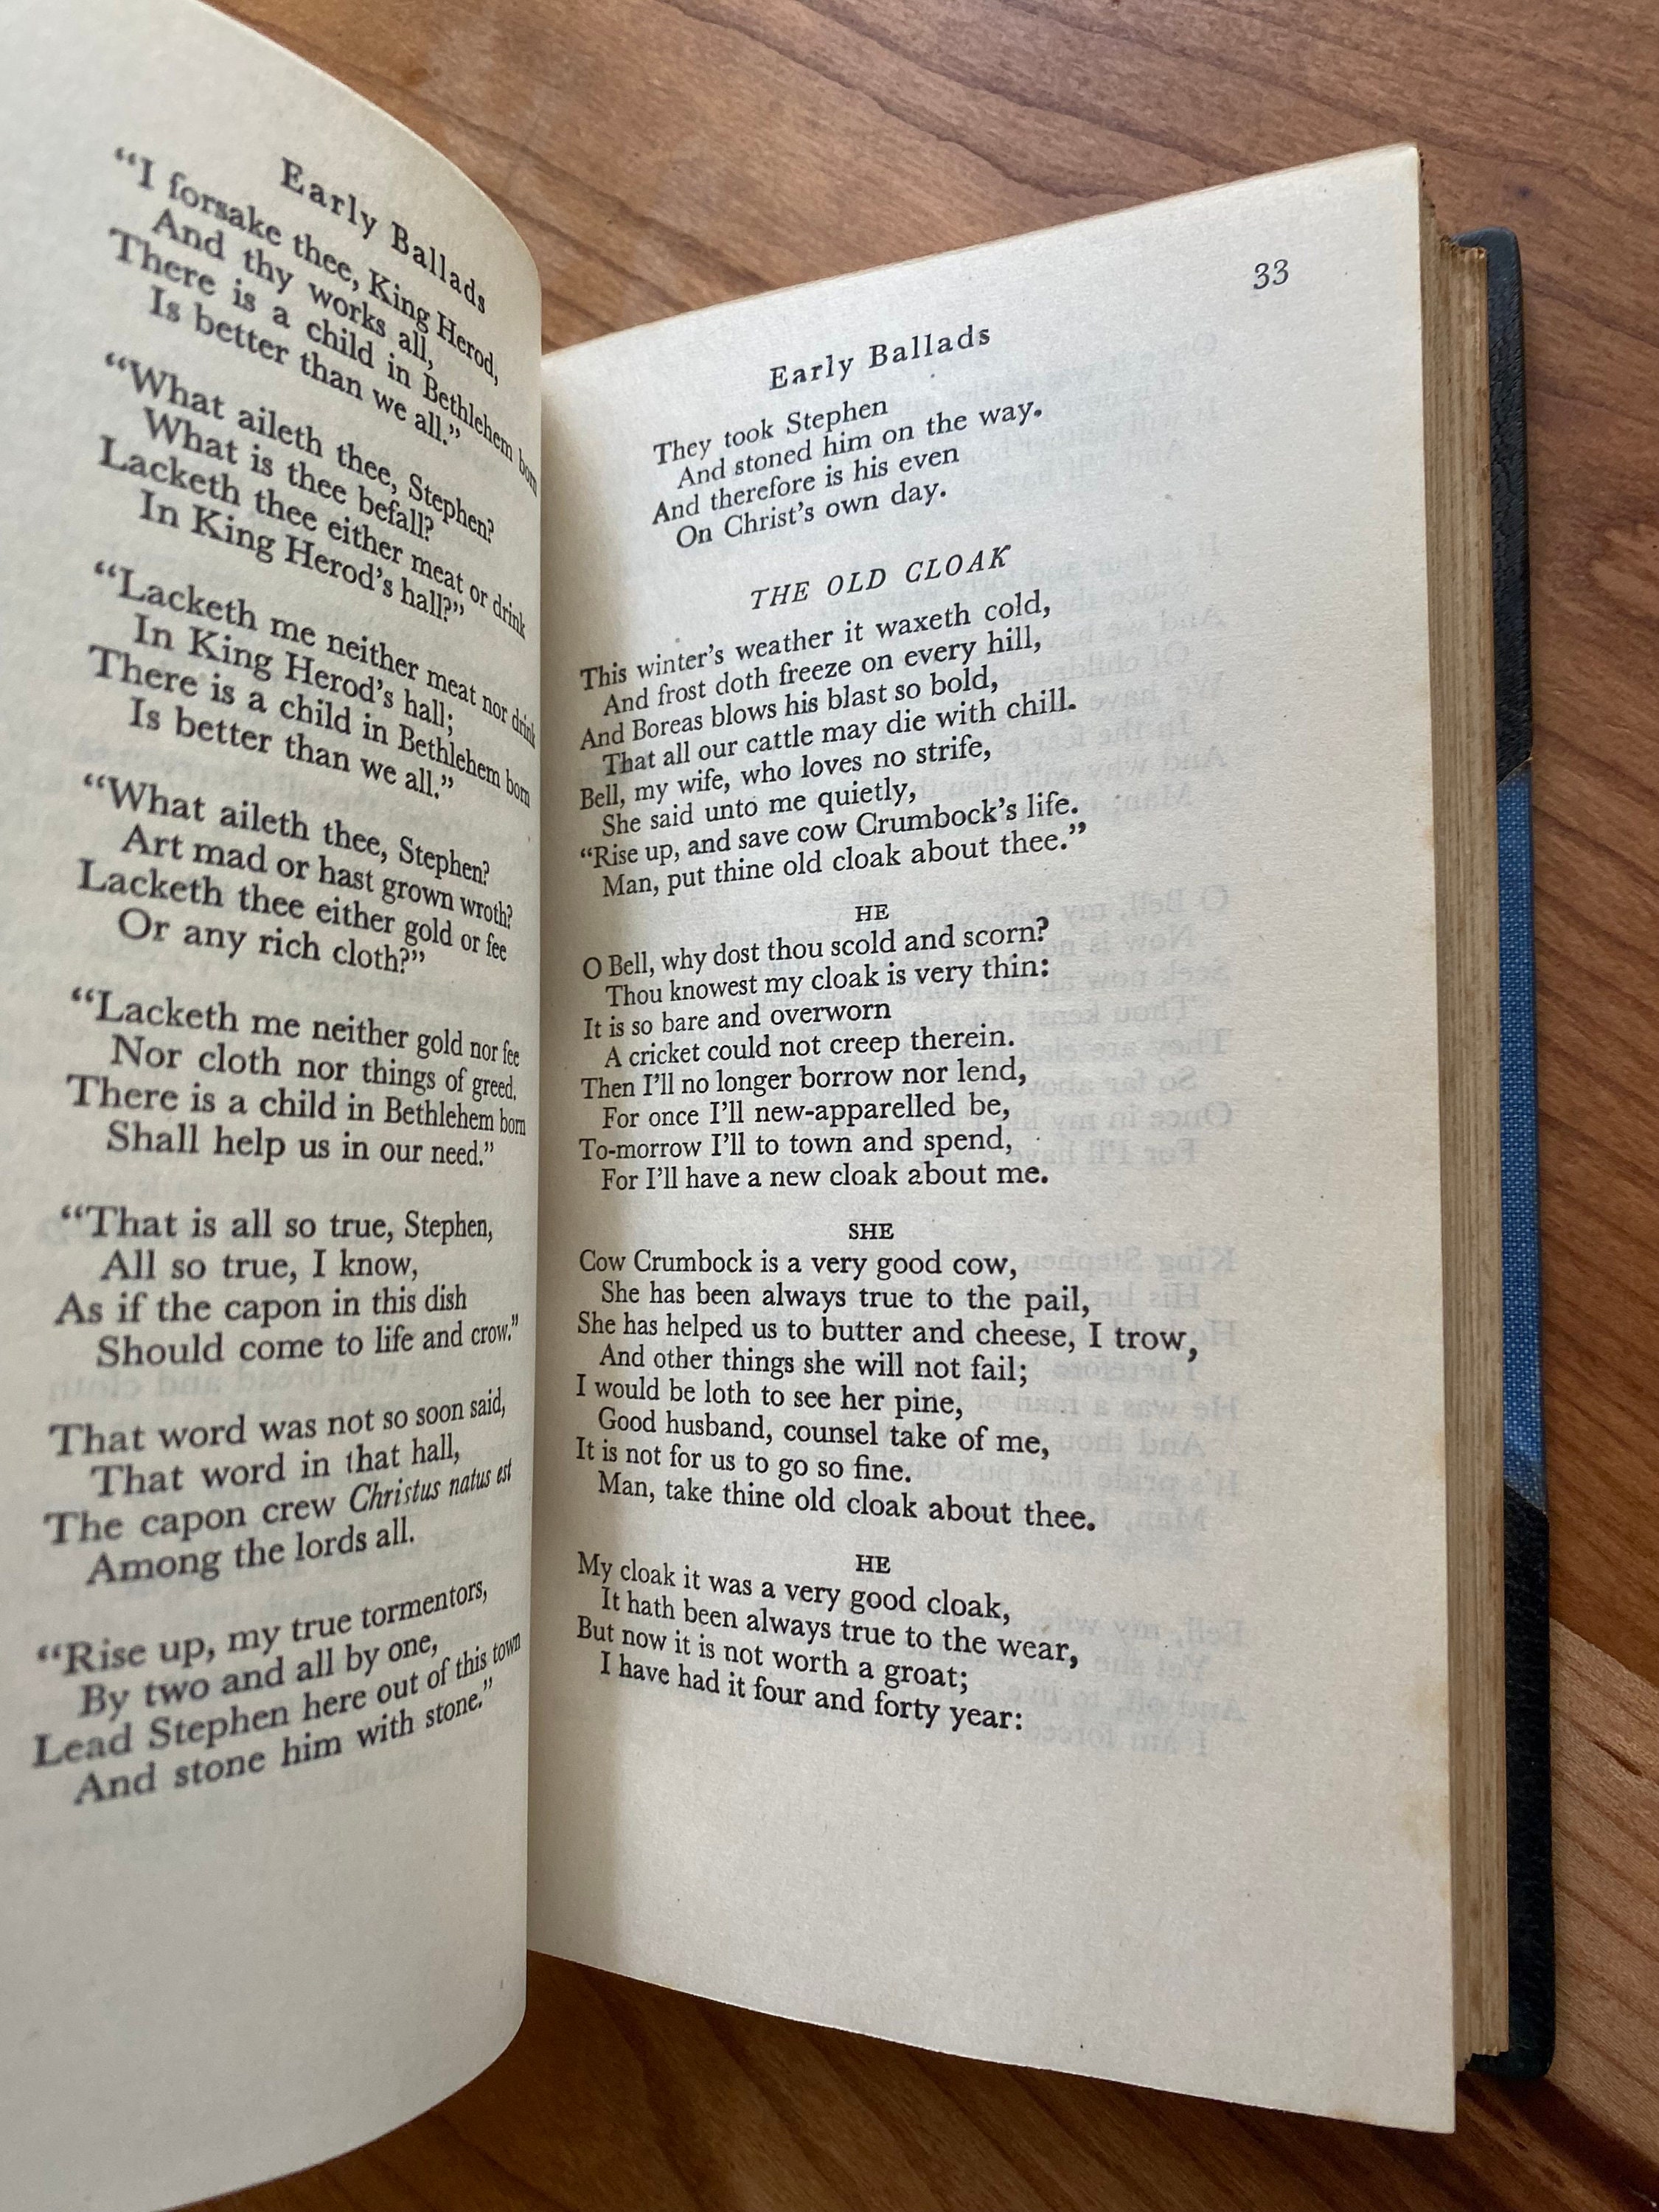 Early Ballads
“I forsake thee, King Herod,
And thy works all,
There is a child in Bethlehem born
Is better than we all.”
“What aileth thee, Stephen?
What is thee befall?
Lacketh thee either meat or drink
In King Herod’s hall?”
“Lacketh me neither meat nor drink
In King Herod’s hall;
There is a child in Bethlehem born
Is better than we all.”
“What aileth thee, Stephen?
Art mad or hast grown wroth?
Lacketh thee either gold or fee
Or any rich cloth?”
“Lacketh me neither gold nor fee
Nor cloth nor things of greed.
There is a child in Bethlehem born
Shall help us in our need.”
“That is all so true, Stephen,
All so true, I know,
As if the capon in this dish
Should come to life and crow.”
That word was not so soon said,
That word in that hall,
The capon crew Christus natus est
Among the lords all.
“Rise up, my true tormentors,
By two and all by one,
Lead Stephen here out of this town
And stone him with stone.”
33
Early Ballads
They took Stephen
And stoned him on the way.
And therefore is his even
On Christ’s own day.
THE OLD CLOAK
This winter’s weather it waxeth cold,
And frost doth freeze on every hill,
And Boreas blows his blast so bold,
That all our cattle may die with chill.
Bell, my wife, who loves no strife,
She said unto me quietly,
“Rise up, and save cow Crumbock’s life.
Man, put thine old cloak about thee.”
HE
O Bell, why dost thou scold and scorn?
Thou knowest my cloak is very thin:
It is so bare and overworn
A cricket could not creep therein.
Then I’ll no longer borrow nor lend,
For once I’ll new-apparelled be,
To-morrow I’ll to town and spend,
For I’ll have a new cloak about me.
SHE
Cow Crumbock is a very good cow,
She has been always true to the pail,
She has helped us to butter and cheese, I trow,
And other things she will not fail;
I would be loth to see her pine,
Good husband, counsel take of me,
It is not for us to go so fine.
Man, take thine old cloak about thee.
HE
My cloak it was a very good cloak,
It hath been always true to the wear,
But now it is not worth a groat;
I have had it four and forty year: